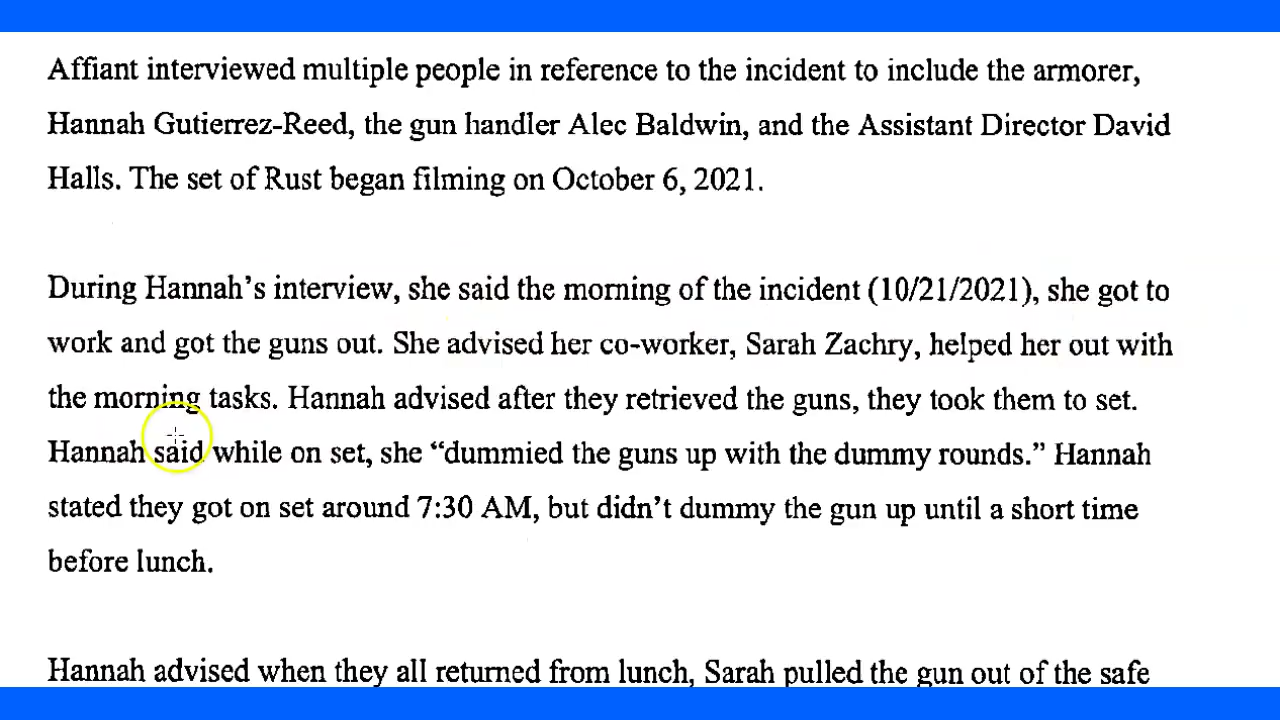 Affiant interviewed multiple people in reference to the incident to include the armorer,
Hannah Gutierrez-Reed, the gun handler Alec Baldwin, and the Assistant Director David
Halls. The set of Rust began filming on October 6, 2021.
During Hannah’s interview, she said the morning of the incident (10/21/2021), she got to
work and got the guns out. She advised her co-worker, Sarah Zachry, helped her out with
the morning tasks. Hannah advised after they retrieved the guns, they took them to set.
Hannah said while on set, she “dummied the guns up with the dummy rounds.” Hannah
stated they got on set around 7:30 AM, but didn’t dummy the gun up until a short time
before lunch.
Hannah advised when they all returned from lunch, Sarah pulled the gun out of the safe